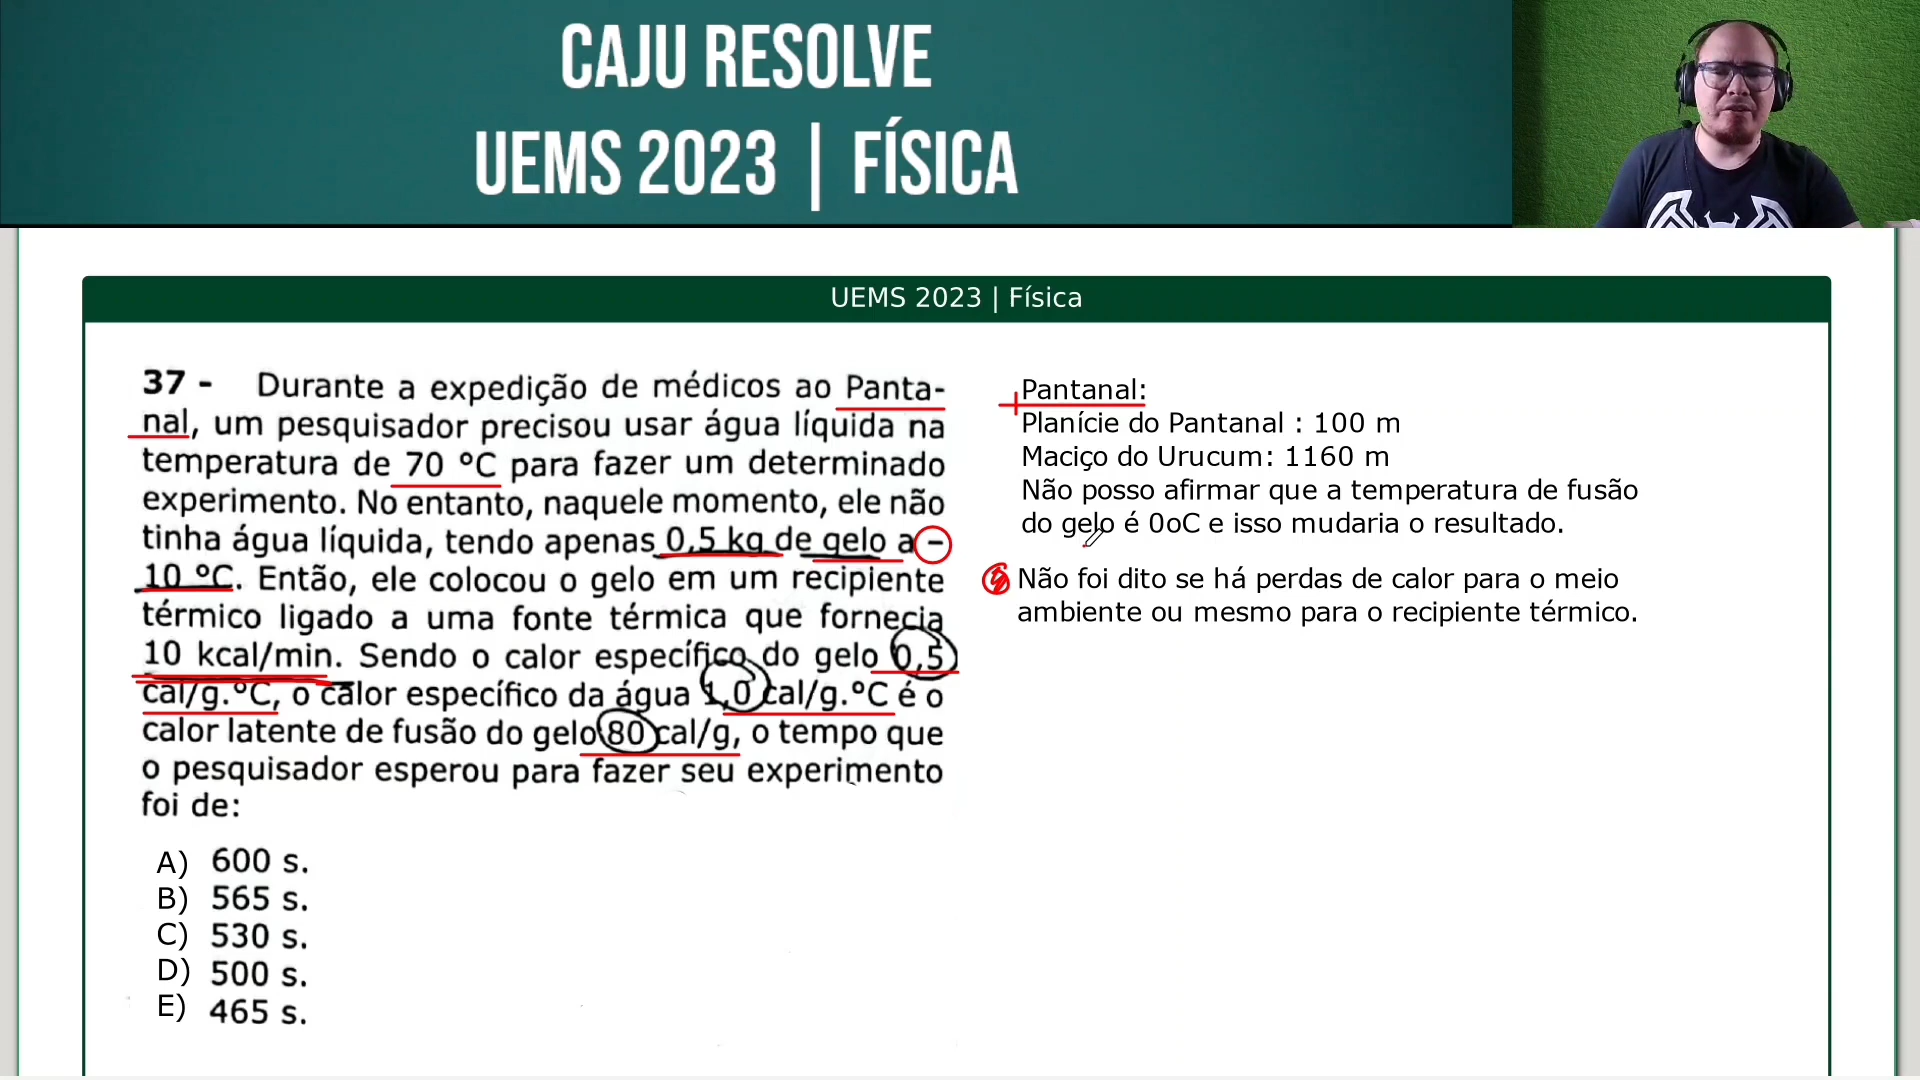 CAJU RESOLVE
UEMS 2023 | FÍSICA
UEMS 2023 | Física
37 - Durante a expedição de médicos ao Panta-
nal, um pesquisador precisou usar água líquida na
temperatura de 70 °C para fazer um determinado
experimento. No entanto, naquele momento, ele não
tinha água líquida, tendo apenas 0,5 kg de gelo a –
10 °C. Então, ele colocou o gelo em um recipiente
térmico ligado a uma fonte térmica que fornecia
10 kcal/min. Sendo o calor específico do gelo 0,5
cal/g.°C, o calor específico da água 1,0 cal/g.°C é o
calor latente de fusão do gelo 80 cal/g, o tempo que
o pesquisador esperou para fazer seu experimento
foi de:
A) 600 s.
B) 565 s.
C) 530 s.
D) 500 s.
E) 465 s.
Pantanal:
Planície do Pantanal : 100 m
Maciço do Urucum: 1160 m
Não posso afirmar que a temperatura de fusão
do gelo é 0oC e isso mudaria o resultado.
Não foi dito se há perdas de calor para o meio
ambiente ou mesmo para o recipiente térmico.